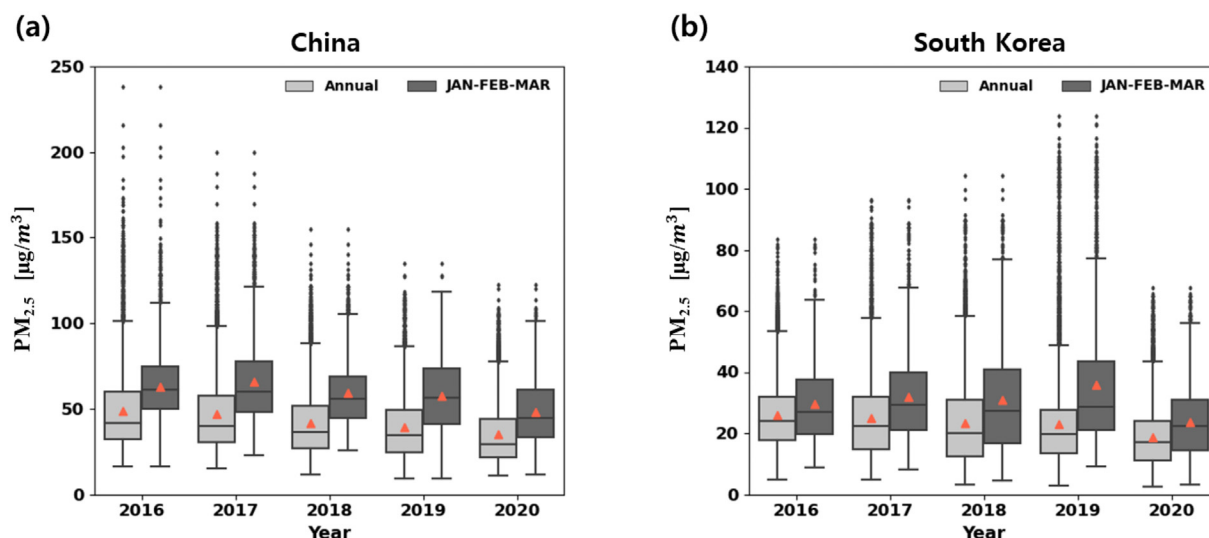 (a)
China
250
200
150
100
50
0
PM2.5 [μg/m³]
Annual JAN-FEB-MAR
2016 2017 2018 2019 2020
Year
(b)
South Korea
140
120
100
80
60
40
20
0
PM2.5 [μg/m³]
Annual JAN-FEB-MAR
2016 2017 2018 2019 2020
Year